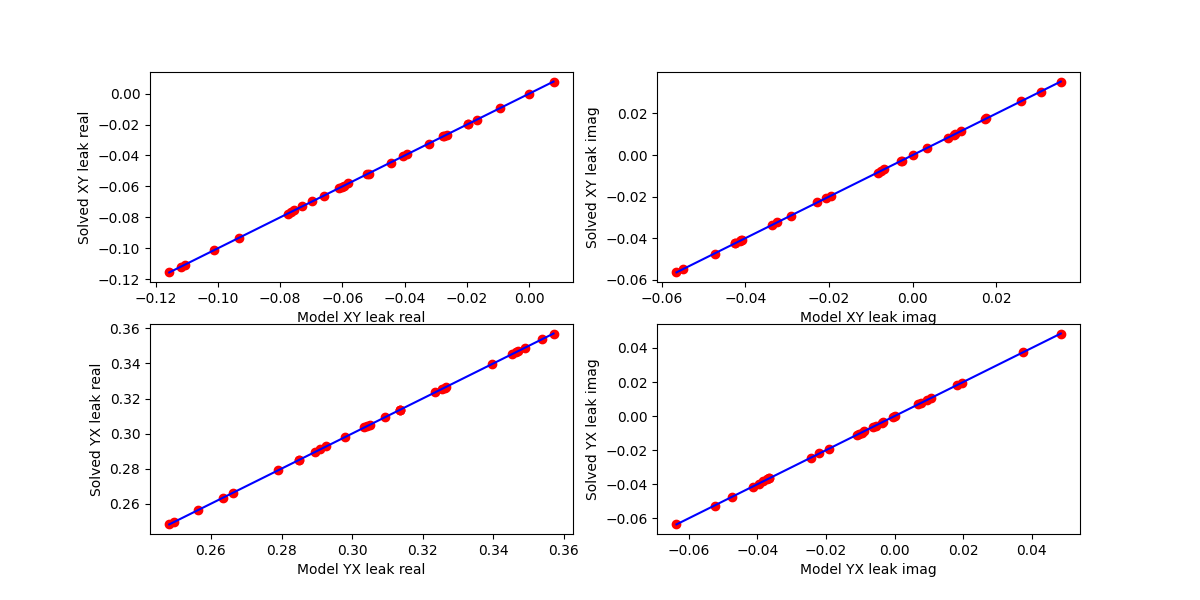 0.00
−0.02
−0.04
−0.06
−0.08
−0.10
−0.12
Solved XY leak real
−0.12 −0.10 −0.08 −0.06 −0.04 −0.02 0.00
Model XY leak real
0.02
0.00
−0.02
−0.04
−0.06
Solved XY leak imag
−0.06 −0.04 −0.02 0.00 0.02
Model XY leak imag
0.36
0.34
0.32
0.30
0.28
0.26
Solved YX leak real
0.26 0.28 0.30 0.32 0.34 0.36
Model YX leak real
0.04
0.02
0.00
−0.02
−0.04
−0.06
Solved YX leak imag
−0.06 −0.04 −0.02 0.00 0.02 0.04
Model YX leak imag